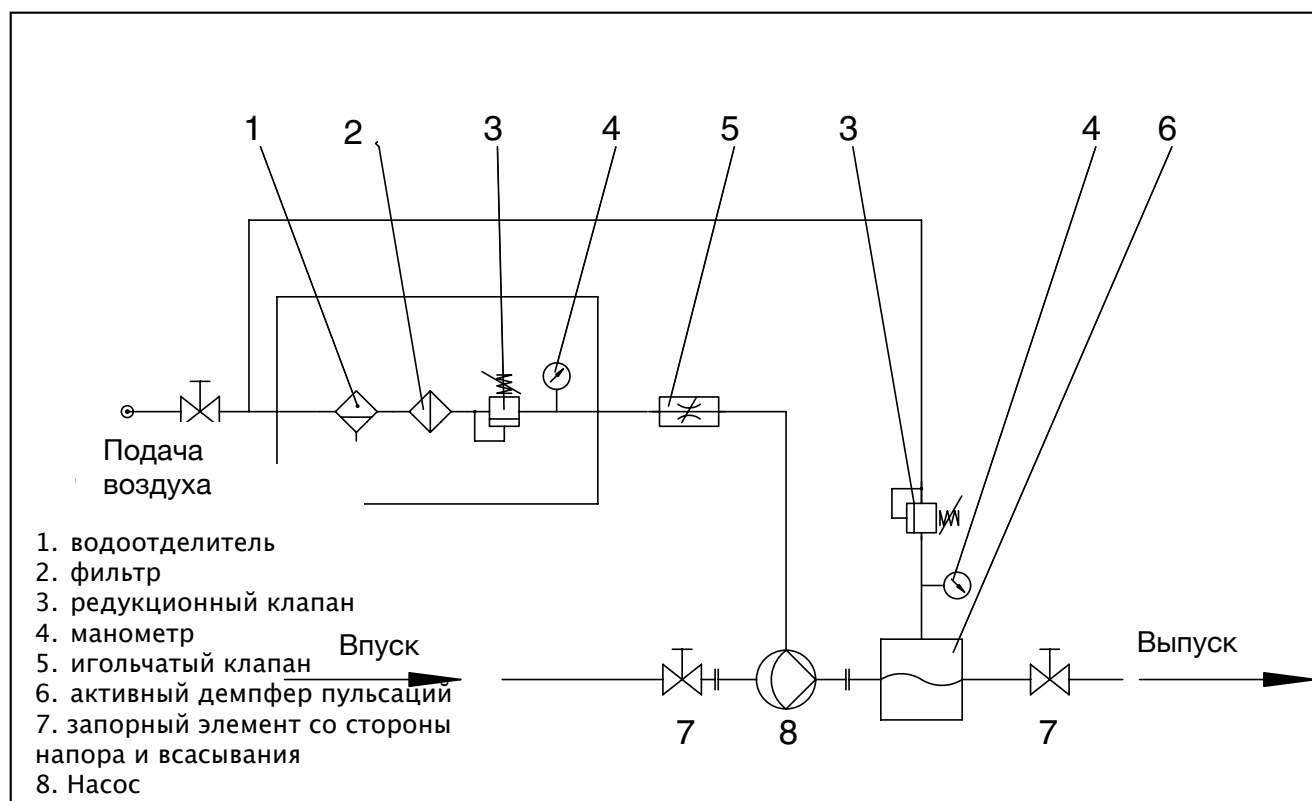 1 2 3 4 5 3 4 6
Подача
воздуха
1. водоотделитель
2. фильтр
3. редукционный клапан
4. манометр
5. игольчатый клапан
6. активный демпфер пульсаций
7. запорный элемент со стороны
напора и всасывания
8. Насос
Впуск
Выпуск
7 8 7